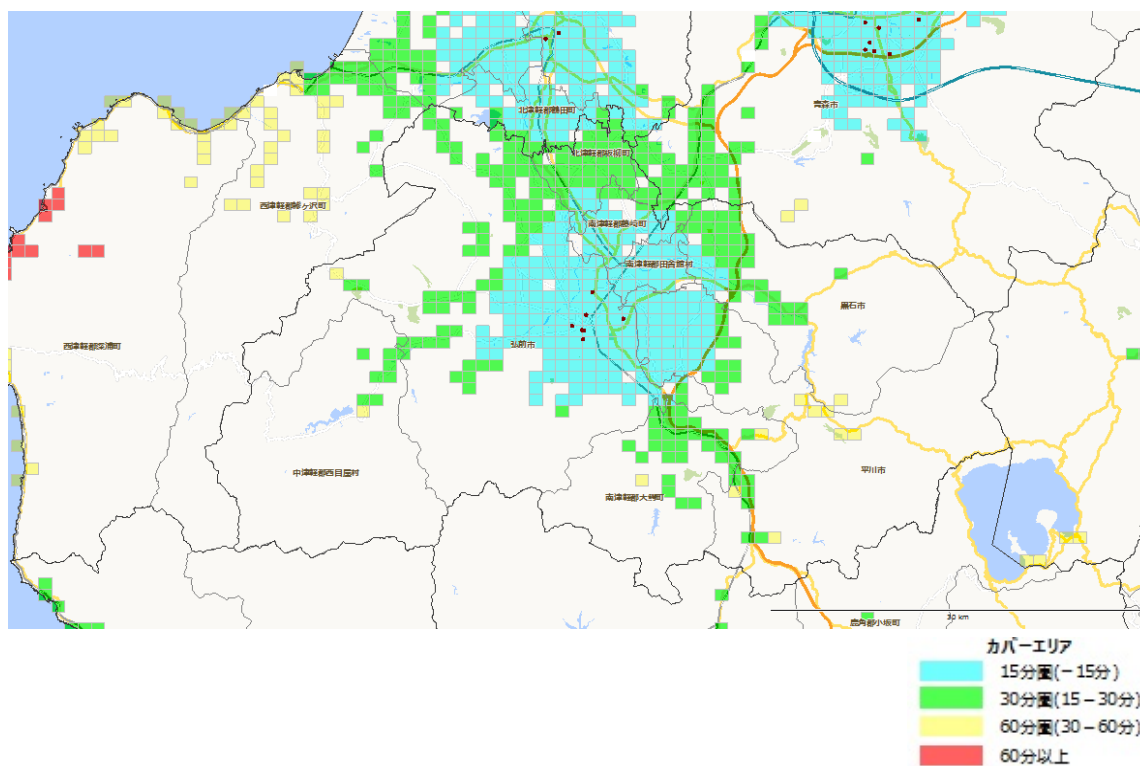 青森市
北津軽郡鶴田町
北津軽郡板柳町
西津軽郡鰺ヶ沢町
南津軽郡藤崎町
南津軽郡田舎館村
黒石市
西津軽郡深浦町
弘前市
中津軽郡西目屋村
平川市
南津軽郡大鰐町
30 km
鹿角郡小坂町
カバーエリア
15分圏(－15分)
30分圏(15－30分)
60分圏(30－60分)
60分以上